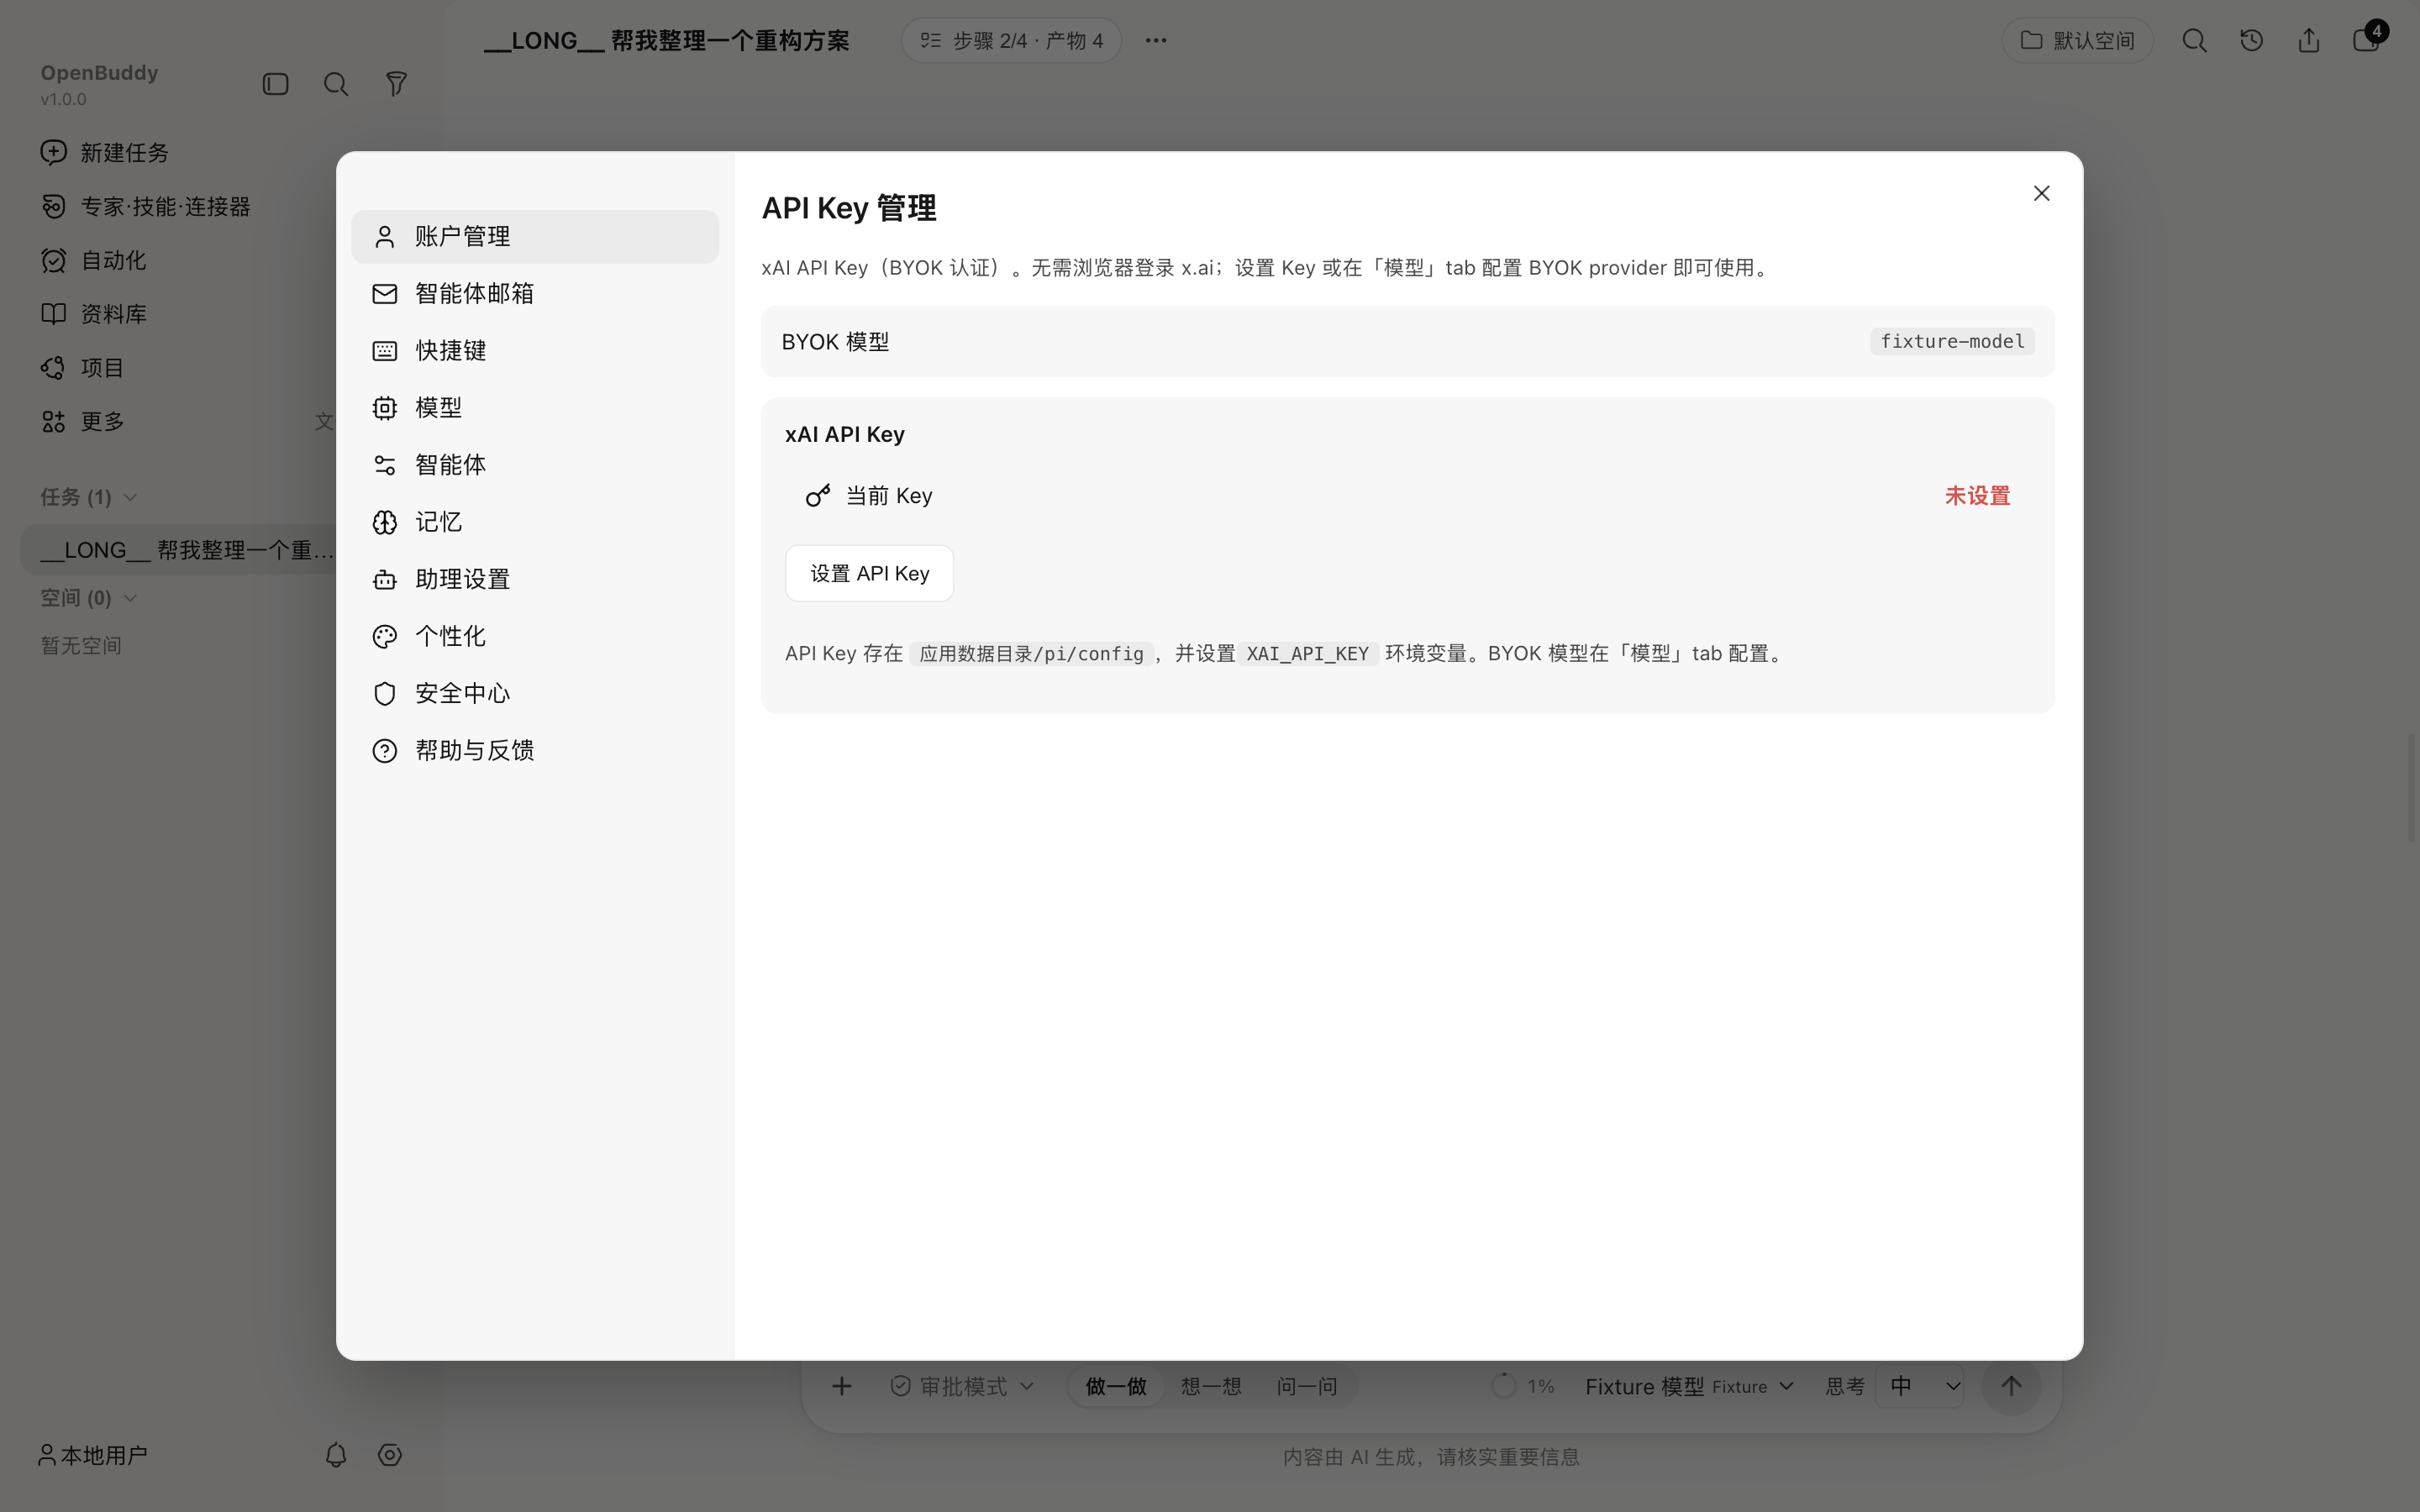 OpenBuddy
v1.0.0
新建任务
专家·技能·连接器
自动化
资料库
项目
更多
文
任务 (1)
__LONG__ 帮我整理一个重…
空间 (0)
暂无空间
本地用户
__LONG__ 帮我整理一个重构方案
步骤 2/4 · 产物 4
默认空间
4
账户管理
智能体邮箱
快捷键
模型
智能体
记忆
助理设置
个性化
安全中心
帮助与反馈
API Key 管理
xAI API Key（BYOK 认证）。无需浏览器登录 x.ai；设置 Key 或在「模型」tab 配置 BYOK provider 即可使用。
BYOK 模型
fixture-model
xAI API Key
当前 Key
未设置
设置 API Key
API Key 存在 应用数据目录/pi/config，并设置 XAI_API_KEY 环境变量。BYOK 模型在「模型」tab 配置。
审批模式
做一做
想一想
问一问
1%
Fixture 模型 Fixture
思考
中
内容由 AI 生成，请核实重要信息